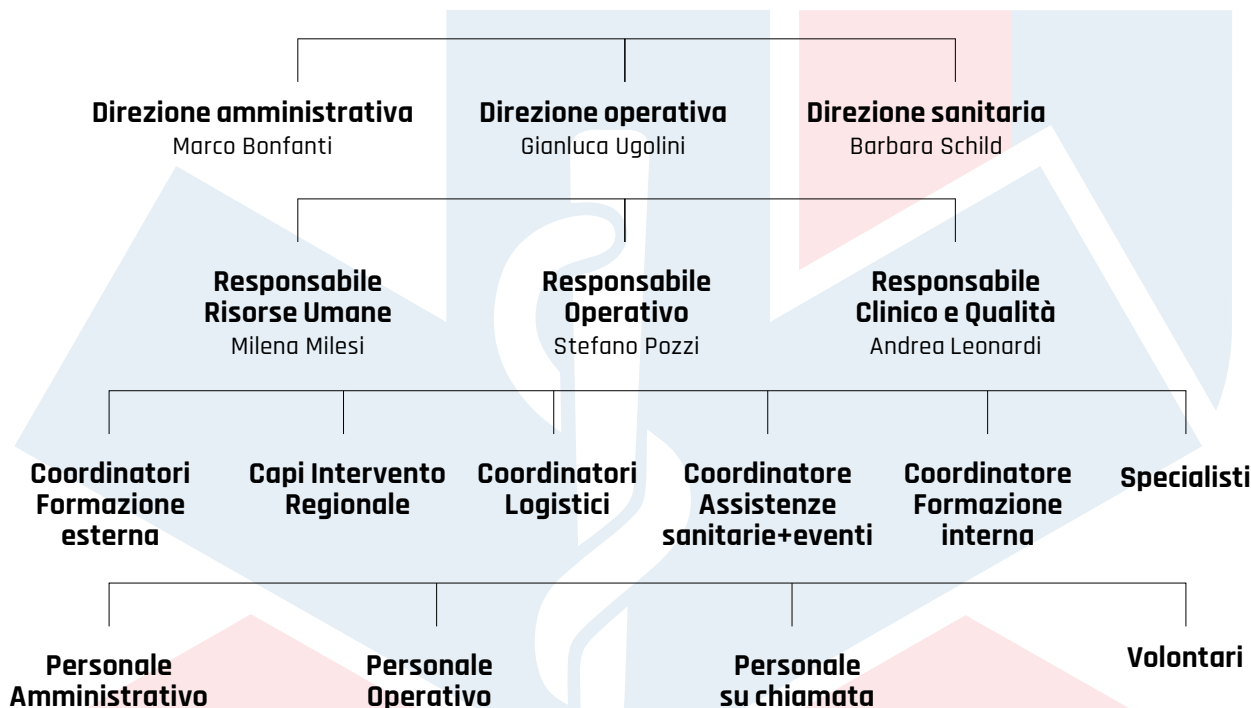 Direzione amministrativa
Marco Bonfanti
Direzione operativa
Gianluca Ugolini
Direzione sanitaria
Barbara Schild
Responsabile
Risorse Umane
Milena Milesi
Responsabile
Operativo
Stefano Pozzi
Responsabile
Clinico e Qualità
Andrea Leonardi
Coordinatori
Formazione
esterna
Capi Intervento
Regionale
Coordinatori
Logistici
Coordinatore
Assistenze
sanitarie+eventi
Coordinatore
Formazione
interna
Specialisti
Personale
Amministrativo
Personale
Operativo
Personale
su chiamata
Volontari